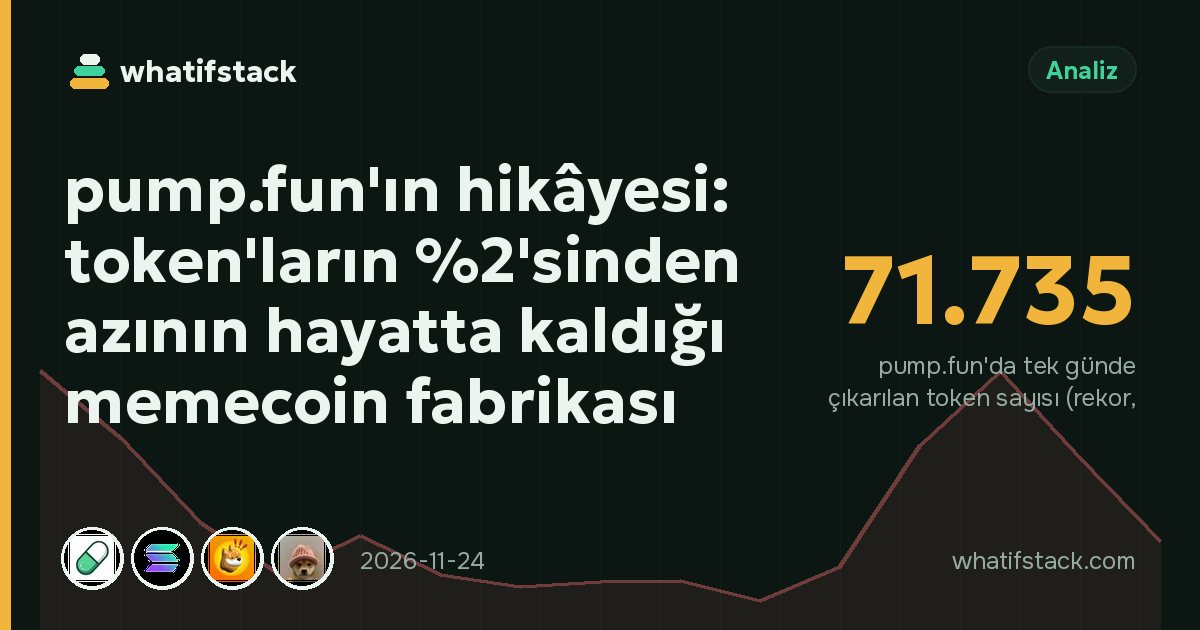 whatifstack
Analiz
pump.fun'ın hikâyesi:
token'ların %2'sinden
azının hayatta kaldığı
memecoin fabrikası
71.735
pump.fun'da tek günde
çıkarılan token sayısı (rekor,
2026-11-24
whatifstack.com